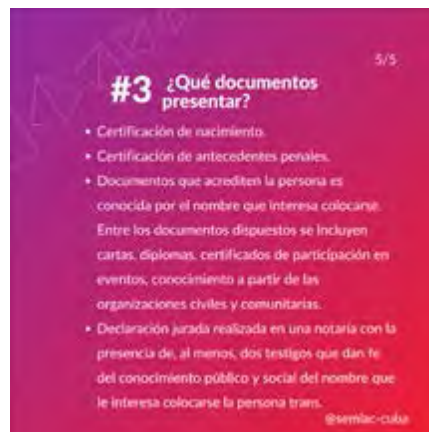 5/5
#3 ¿Qué documentos
presentar?
• Certificación de nacimiento.
• Certificación de antecedentes penales.
• Documentos que acrediten la persona es
conocida por el nombre que interesa colocarse.
Entre los documentos dispuestos se incluyen
cartas, diplomas, certificados de participación en
eventos, conocimiento a partir de las
organizaciones civiles y comunitarias.
• Declaración jurada realizada en una notaría con la
presencia de, al menos, dos testigos que dan fe
del conocimiento público y social del nombre que
le interesa colocarse la persona trans.
@semlac-cuba